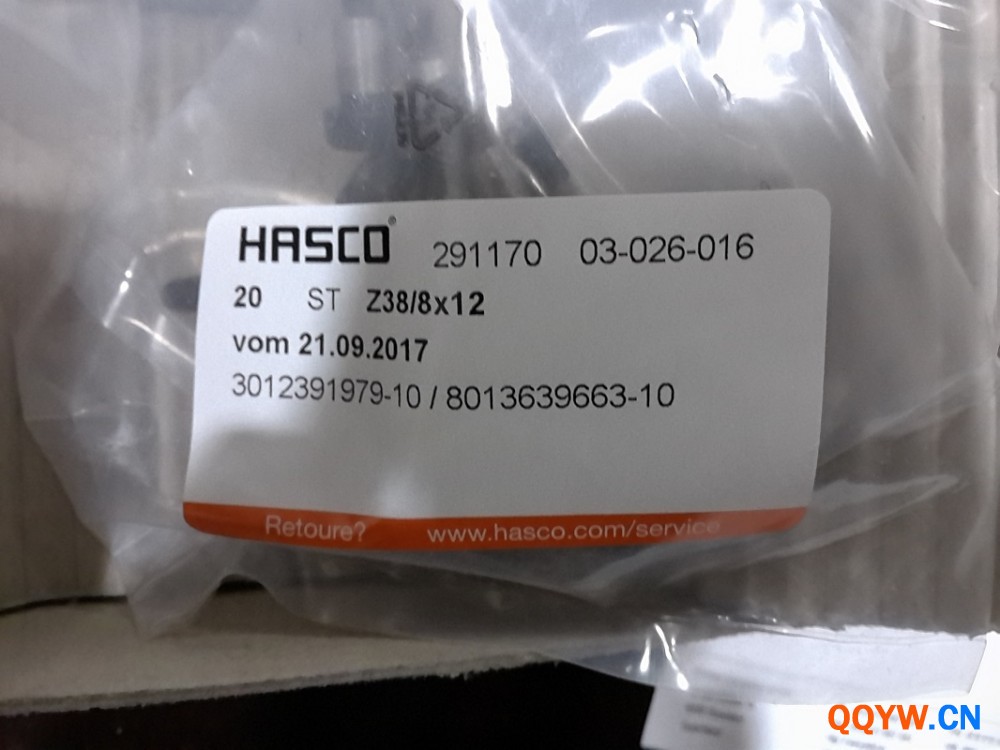 HASCO® 291170 03-026-016
20 ST Z38/8x12
vom 21.09.2017
3012391979-10 / 8013639663-10
Retoure? www.hasco.com/service
QQYW.CN